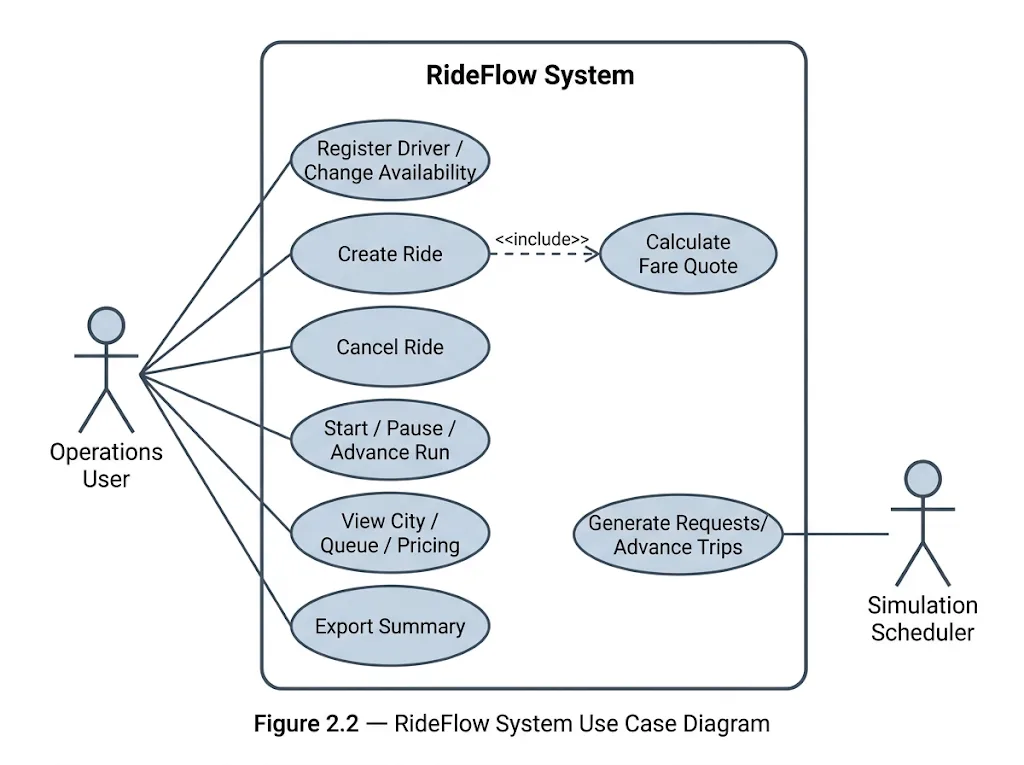 RideFlow System
Register Driver /
Change Availability
Create Ride
<<include>>
Calculate
Fare Quote
Cancel Ride
Start / Pause /
Advance Run
Operations
User
View City /
Queue / Pricing
Generate Requests/
Advance Trips
Export Summary
Simulation
Scheduler
Figure 2.2 — RideFlow System Use Case Diagram